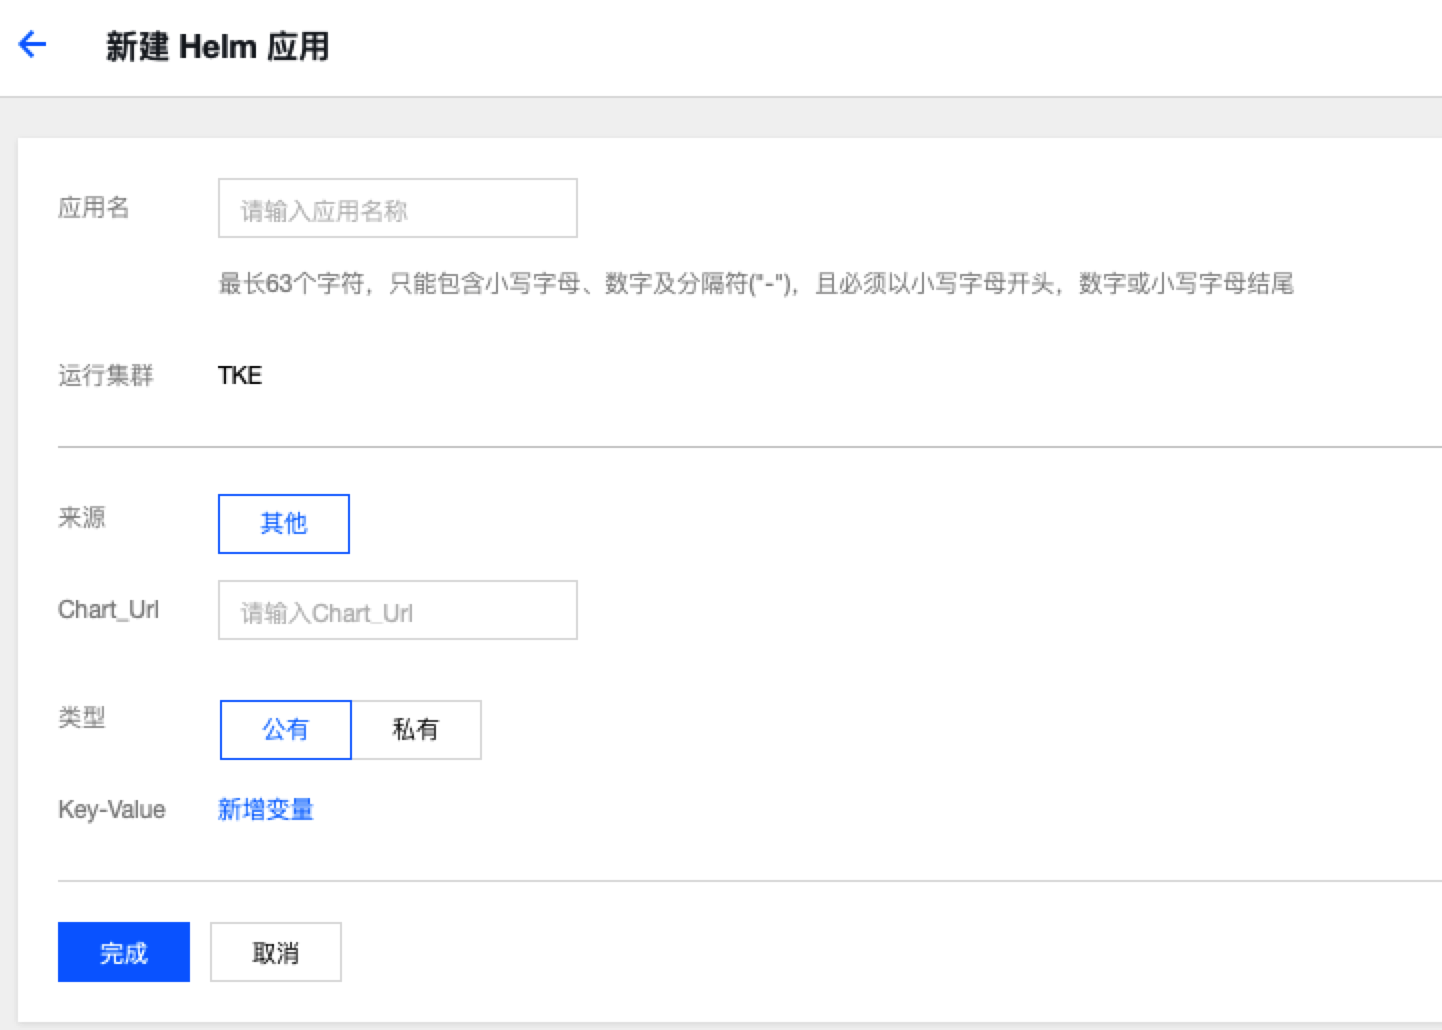 新建 Helm 应用
应用名
请输入应用名称
最长63个字符，只能包含小写字母、数字及分隔符("-")，且必须以小写字母开头，数字或小写字母结尾
运行集群
TKE
来源
其他
Chart_Url
请输入Chart_Url
类型
公有
私有
Key-Value
新增变量
完成
取消